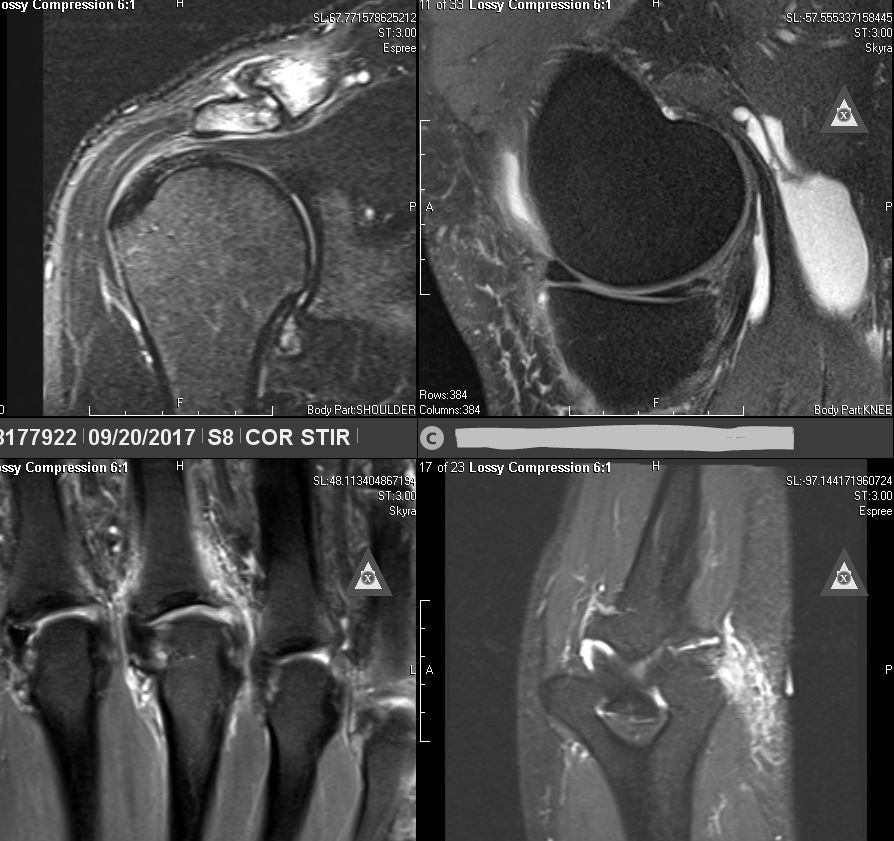 ossy Compression 6:1
H
SL:67.771578625212
ST:3.00
Espree
P
F
Body Part:SHOULDER
11 of 33 Lossy Compression 6:1
H
SL:-57.555337158445
ST:3.00
Skyra
X
A
P
Rows:384
Columns:384
F
Body Part:KNEE
8177922 09/20/2017 S8 COR STIR
C
ssy Compression 6:1
H
SL:48.113404867194
ST:3.00
Skyra
X
L
17 of 23 Lossy Compression 6:1
H
SL:-97.144171960724
ST:3.00
Espree
X
A
P